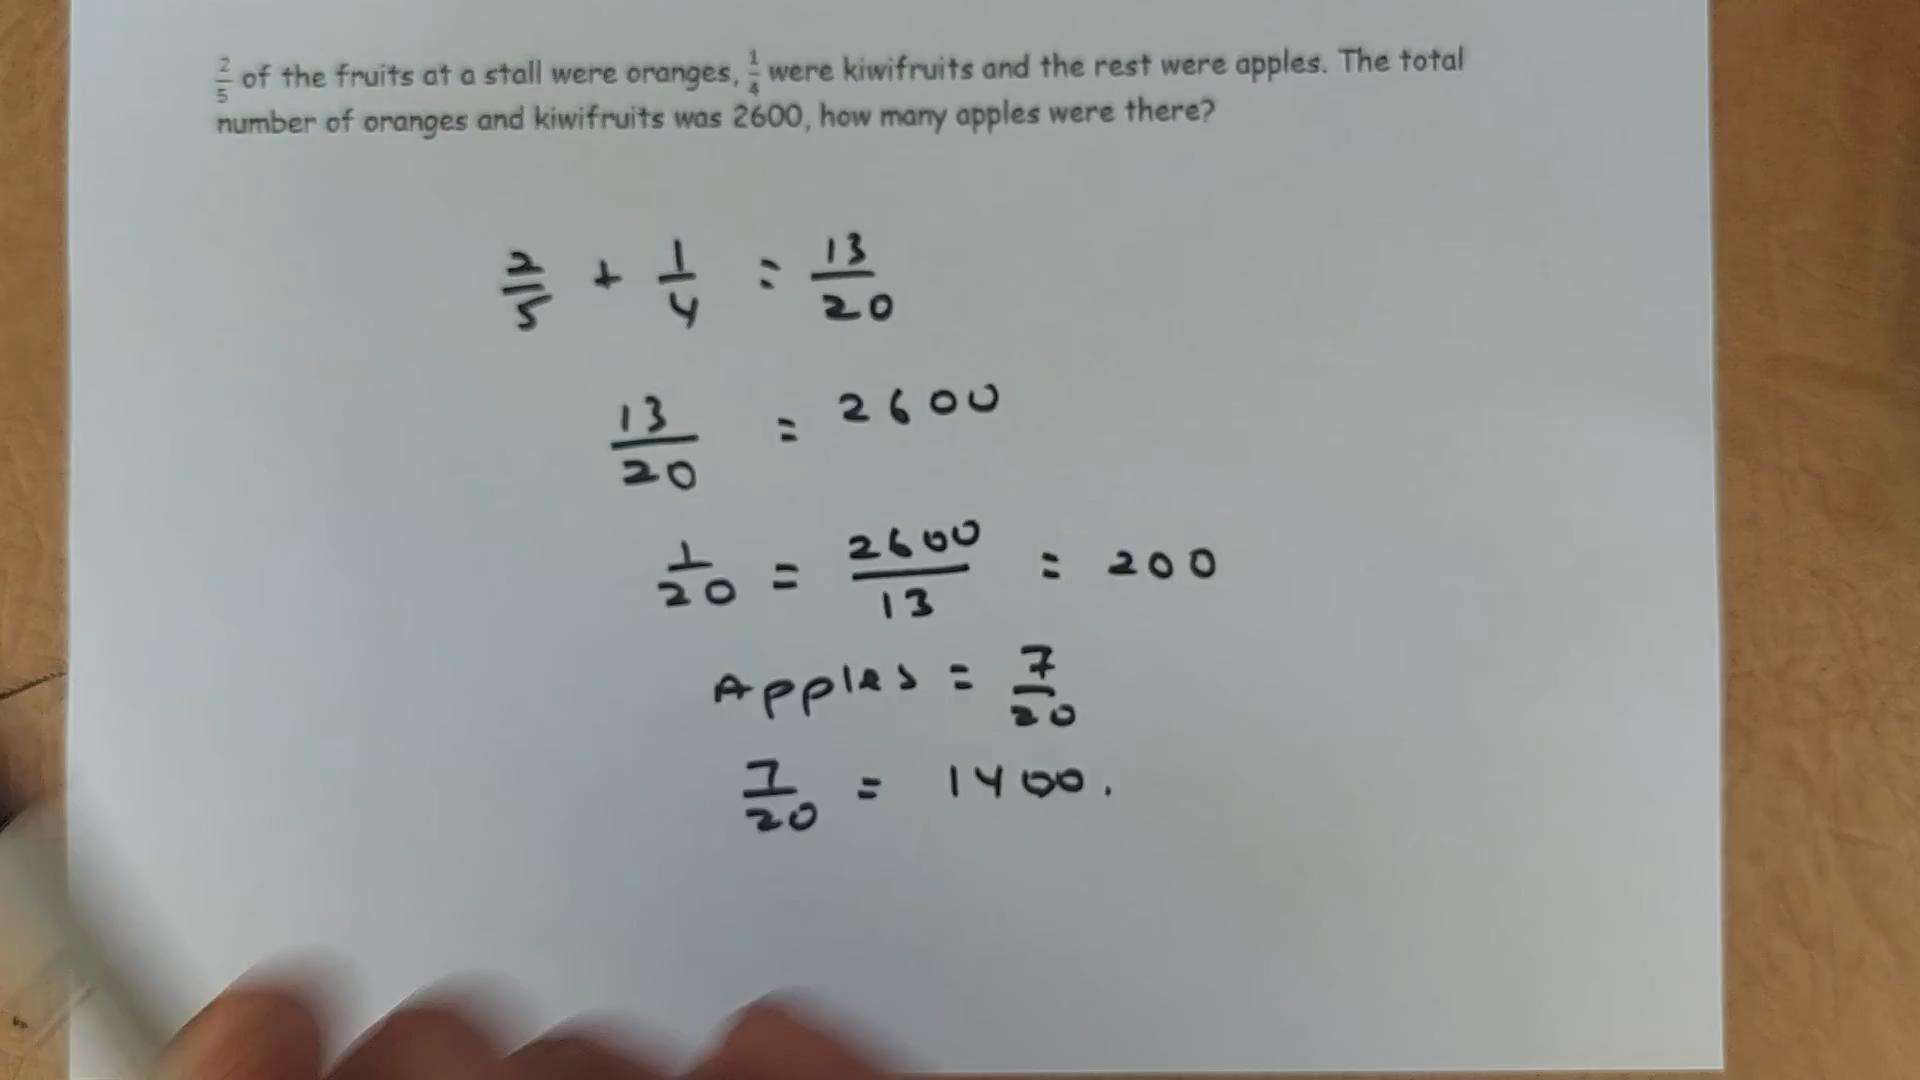 2/5 of the fruits at a stall were oranges, 1/4 were kiwifruits and the rest were apples. The total
number of oranges and kiwifruits was 2600, how many apples were there?
2/5 + 1/4 = 13/20
13/20 = 2600
1/20 = 2600/13 = 200
Apples = 7/20
7/20 = 1400.